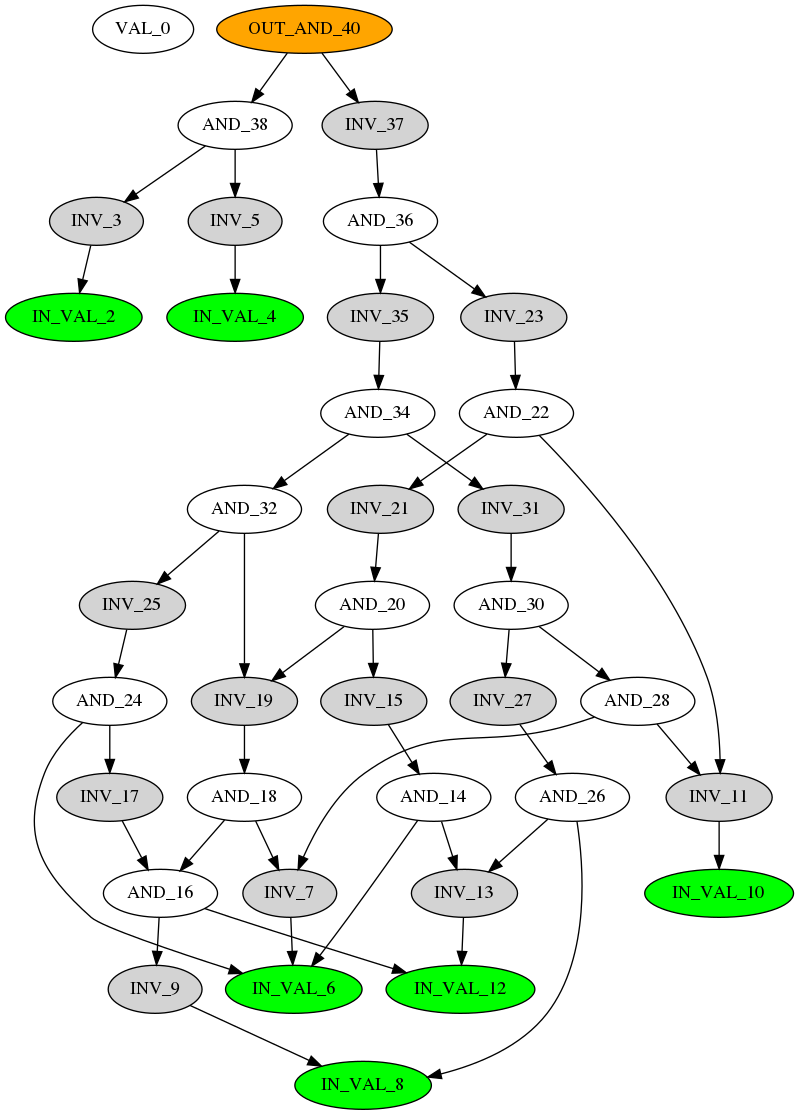 VAL_0
OUT_AND_40
AND_38
INV_37
INV_3
INV_5
AND_36
IN_VAL_2
IN_VAL_4
INV_35
INV_23
AND_34
AND_22
AND_32
INV_21
INV_31
INV_25
AND_20
AND_30
AND_24
INV_19
INV_15
INV_27
AND_28
INV_17
AND_18
AND_14
AND_26
INV_11
AND_16
INV_7
INV_13
IN_VAL_10
INV_9
IN_VAL_6
IN_VAL_12
IN_VAL_8